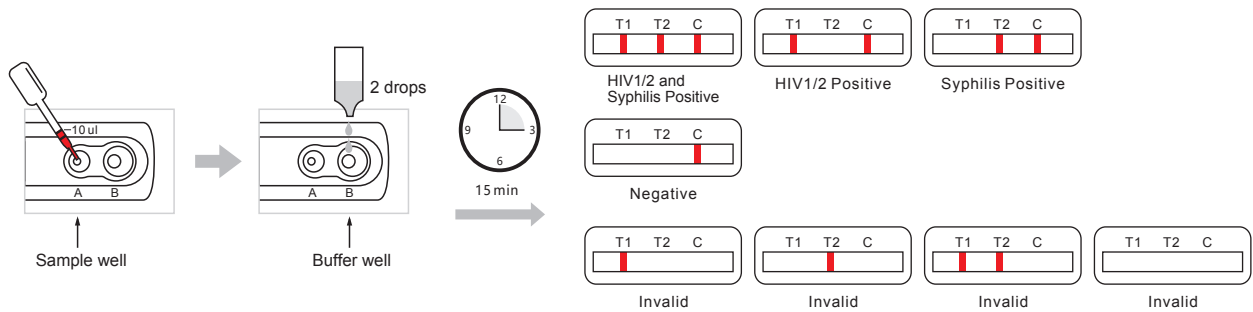 10 ul
A B
Sample well
2 drops
A B
Buffer well
12
3
6
9
15 min
T1 T2 C
HIV1/2 and
Syphilis Positive
T1 T2 C
HIV1/2 Positive
T1 T2 C
Syphilis Positive
T1 T2 C
Negative
T1 T2 C
Invalid
T1 T2 C
Invalid
T1 T2 C
Invalid
T1 T2 C
Invalid